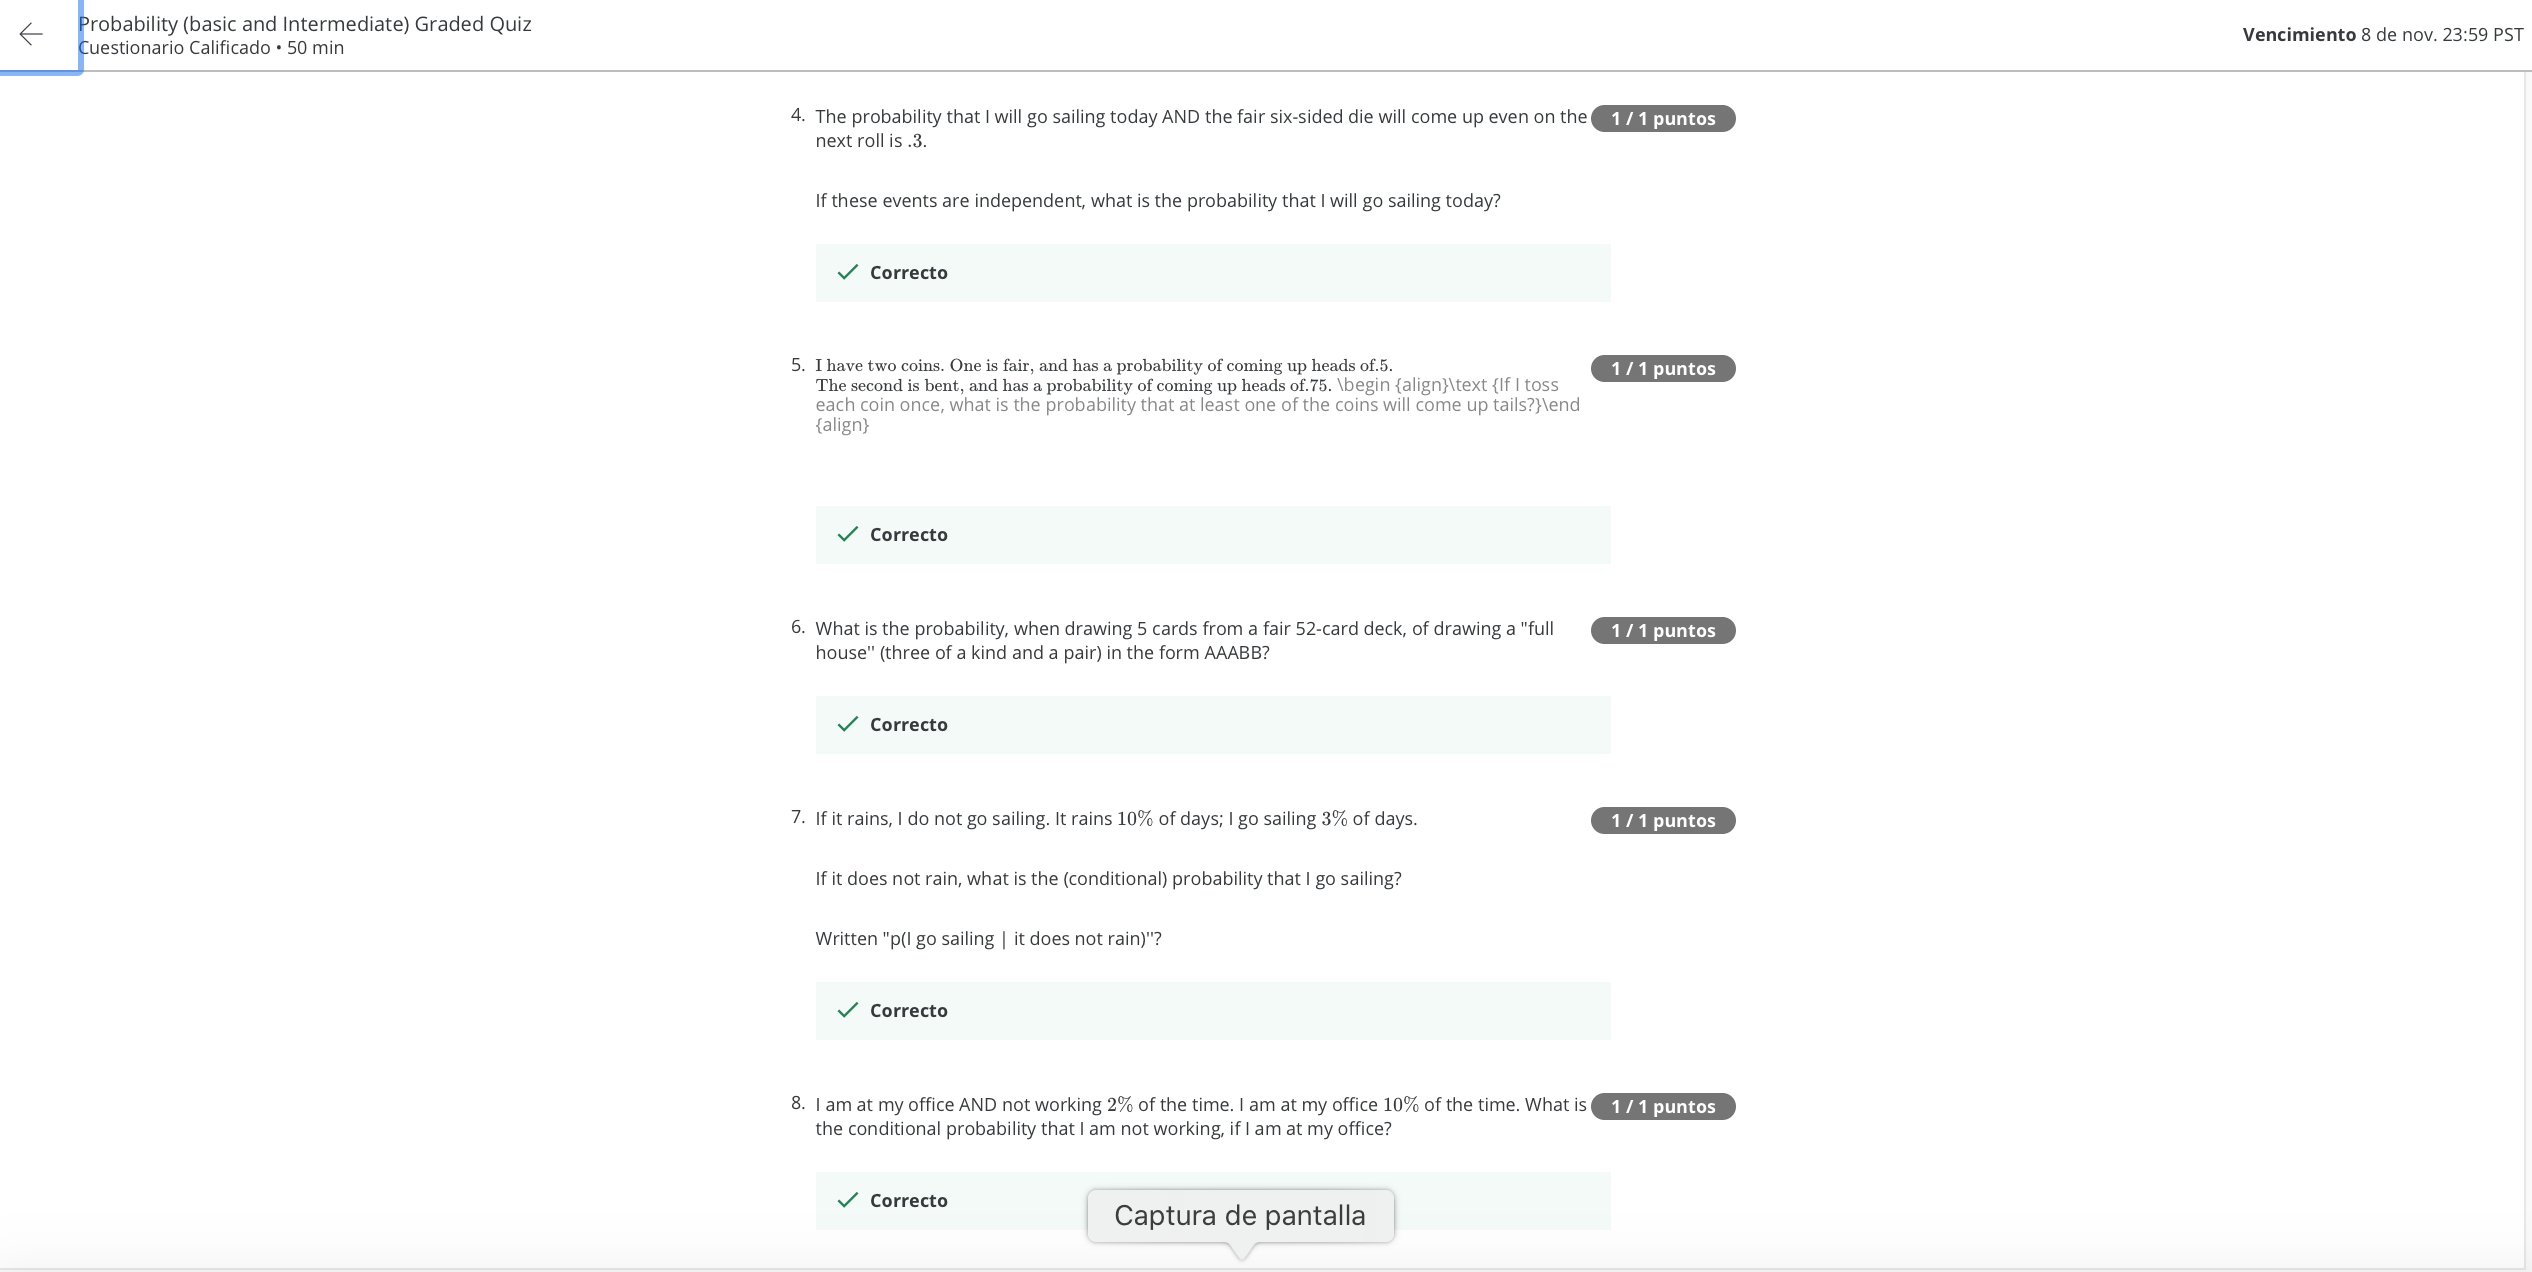 Probability (basic and Intermediate) Graded Quiz
Cuestionario Calificado • 50 min
Vencimiento 8 de nov. 23:59 PST
4. The probability that I will go sailing today AND the fair six-sided die will come up even on the
next roll is .3.
1 / 1 puntos
If these events are independent, what is the probability that I will go sailing today?
Correcto
5. I have two coins. One is fair, and has a probability of coming up heads of.5.
The second is bent, and has a probability of coming up heads of.75. \begin {align}\text {If I toss
each coin once, what is the probability that at least one of the coins will come up tails?}\end
{align}
1 / 1 puntos
Correcto
6. What is the probability, when drawing 5 cards from a fair 52-card deck, of drawing a "full
house'' (three of a kind and a pair) in the form AAABB?
1 / 1 puntos
Correcto
7. If it rains, I do not go sailing. It rains 10% of days; I go sailing 3% of days.
1 / 1 puntos
If it does not rain, what is the (conditional) probability that I go sailing?
Written "p(I go sailing | it does not rain)''?
Correcto
8. I am at my office AND not working 2% of the time. I am at my office 10% of the time. What is
the conditional probability that I am not working, if I am at my office?
1 / 1 puntos
Correcto
Captura de pantalla